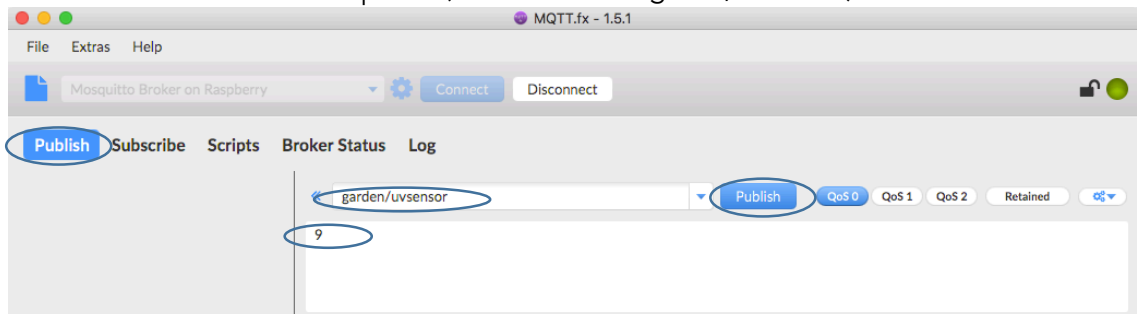 MQTT.fx - 1.5.1
File Extras Help
Mosquitto Broker on Raspberry Connect Disconnect
Publish Subscribe Scripts Broker Status Log
garden/uvsensor Publish QoS 0 QoS 1 QoS 2 Retained
9